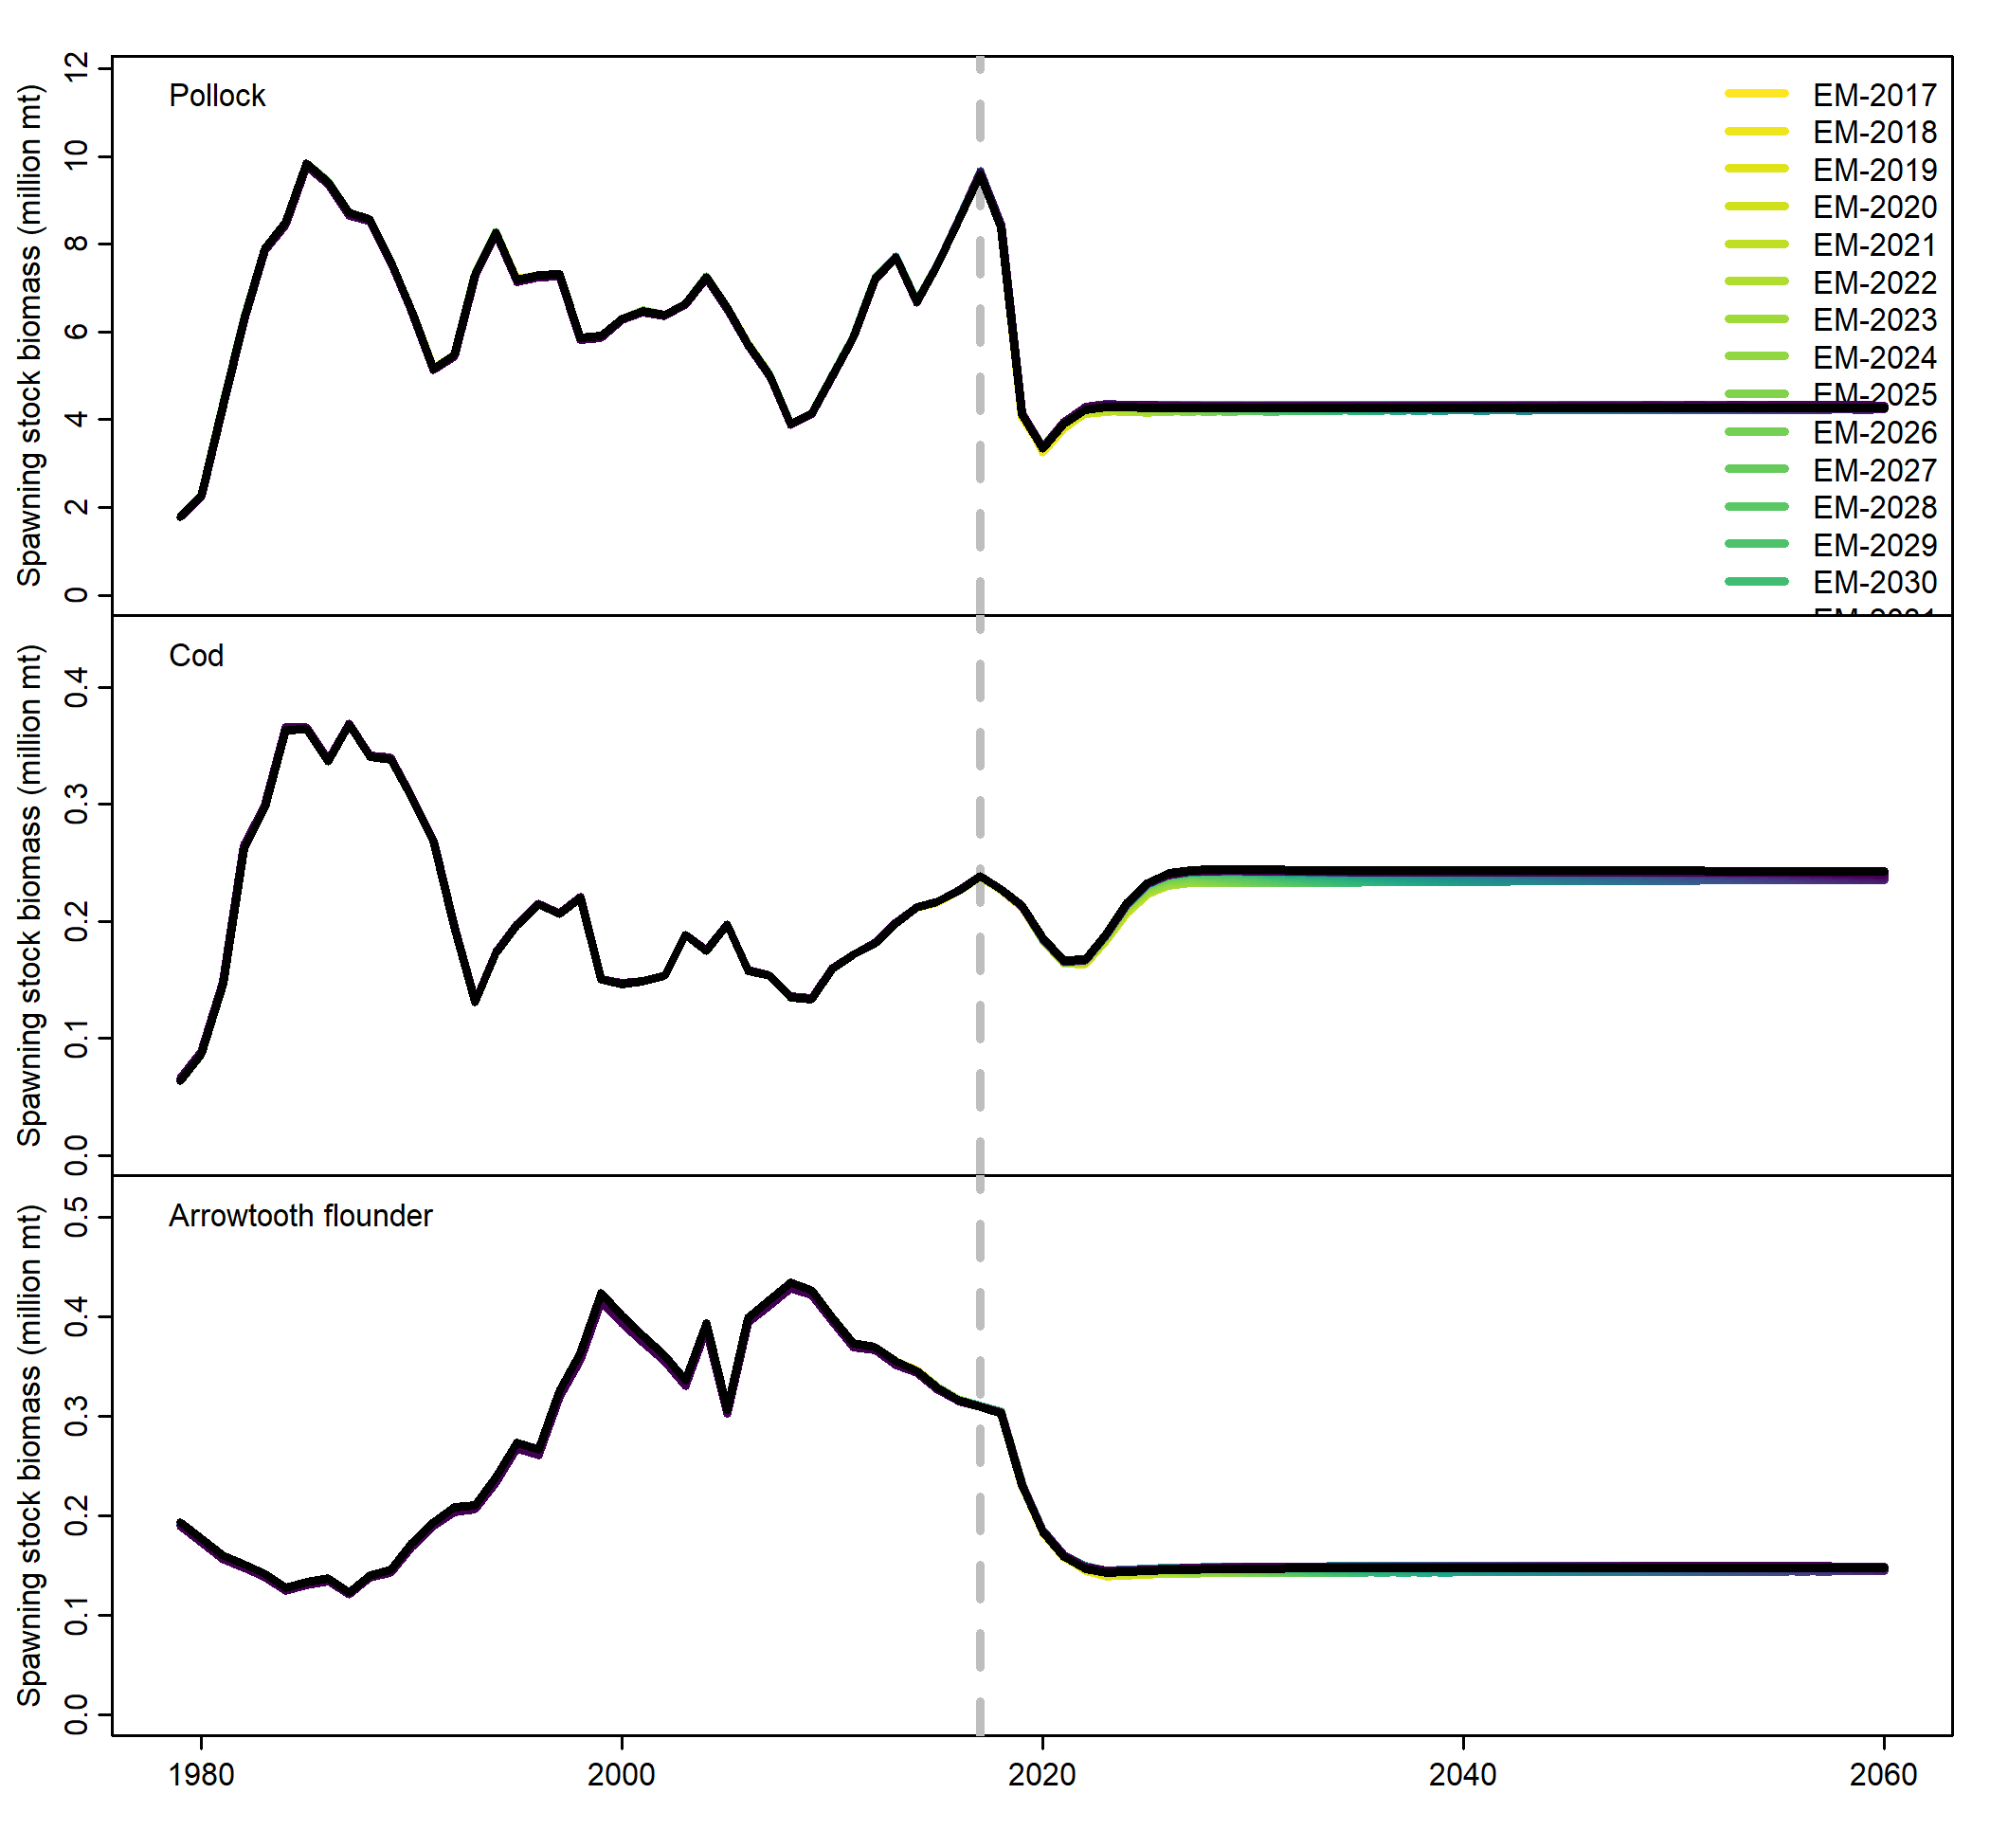 Pollock
Spawning stock biomass (million mt)
12
10
8
6
4
2
0
EM-2017
EM-2018
EM-2019
EM-2020
EM-2021
EM-2022
EM-2023
EM-2024
EM-2025
EM-2026
EM-2027
EM-2028
EM-2029
EM-2030
Cod
Spawning stock biomass (million mt)
0.4
0.3
0.2
0.1
0.0
Arrowtooth flounder
Spawning stock biomass (million mt)
0.5
0.4
0.3
0.2
0.1
0.0
1980 2000 2020 2040 2060